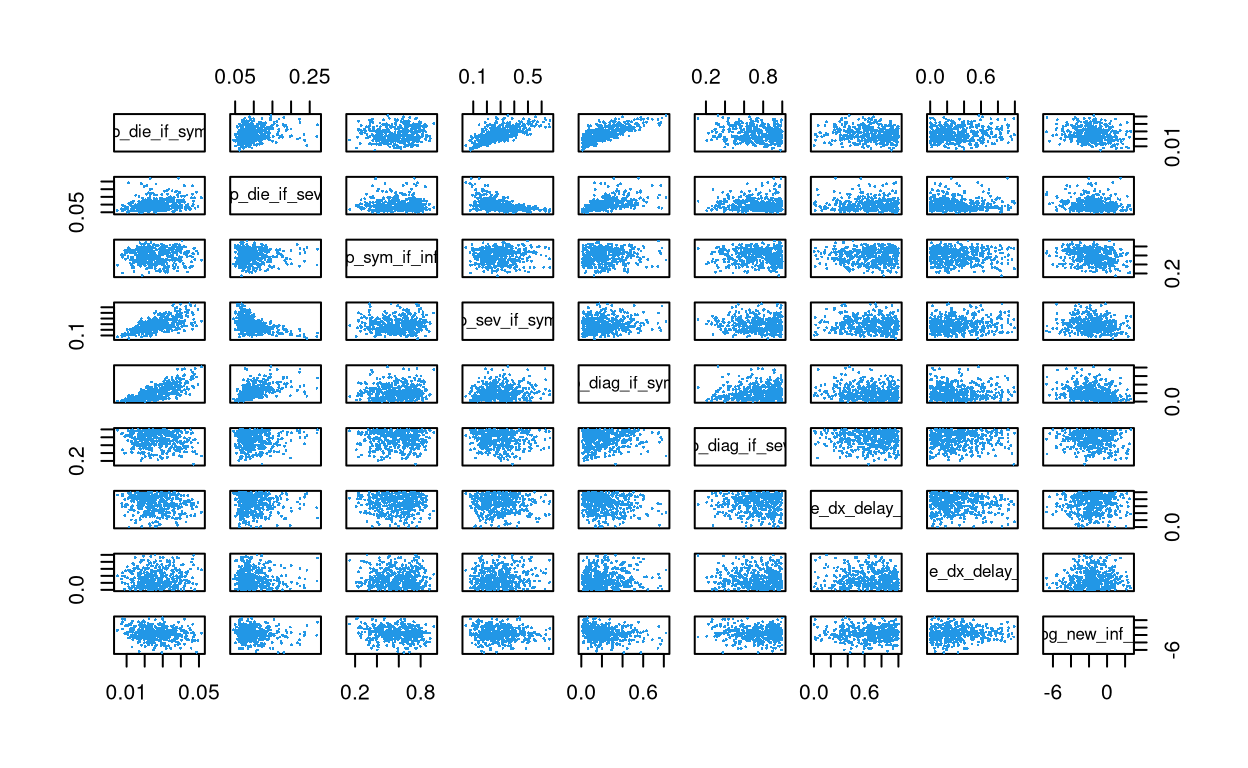 0.05 0.25 0.1 0.5 0.2 0.8 0.0 0.6
p_die_if_sym 0.01
0.05 p_die_if_sev
p_sym_if_inf 0.2
0.1 p_sev_if_sym
_diag_if_sym 0.0
0.2 p_diag_if_sev
e_dx_delay_ 0.0
0.0 e_dx_delay_
og_new_inf_ -6
0.01 0.05 0.2 0.8 0.0 0.6 0.0 0.6 -6 0